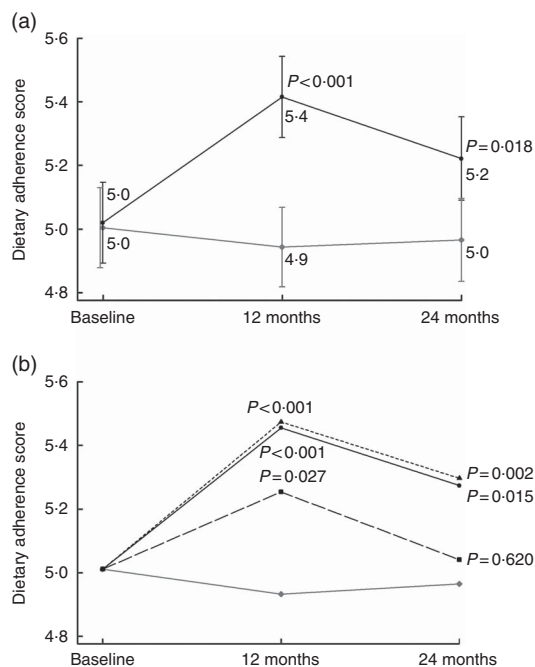 (a)
5·6
5·4
5·2
5·0
4·8
Dietary adherence score
P<0·001
5·4
P=0·018
5·2
5·0
5·0
4·9
5·0
Baseline
12 months
24 months
(b)
5·6
5·4
5·2
5·0
4·8
Dietary adherence score
P<0·001
P<0·001
P=0·027
P=0·002
P=0·015
P=0·620
Baseline
12 months
24 months